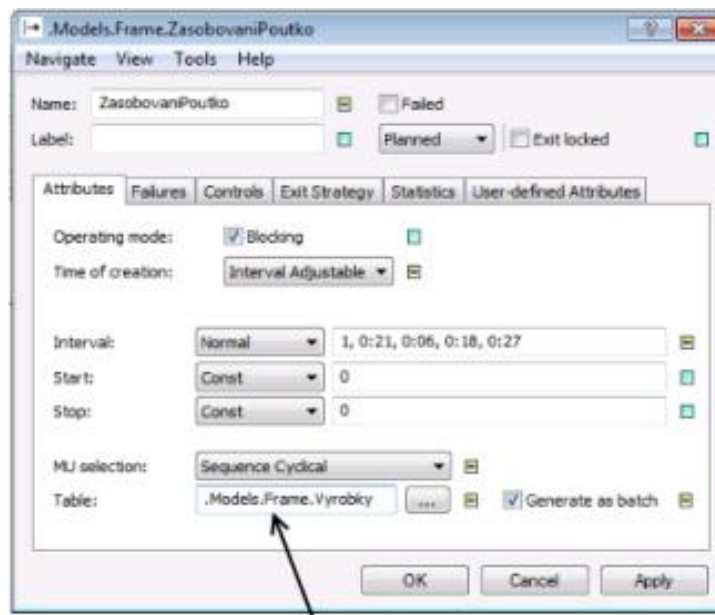 .Models.Frame.ZasobovaniPoutko
Navigate View Tools Help
Name: ZasobovaniPoutko Failed
Label: Planned Exit locked
Attributes Failures Controls Exit Strategy Statistics User-defined Attributes
Operating mode: Blocking
Time of creation: Interval Adjustable
Interval: Normal 1, 0:21, 0:06, 0:18, 0:27
Start: Const 0
Stop: Const 0
MU selection: Sequence Cyclical
Table: .Models.Frame.Vyrobky ... Generate as batch
OK Cancel Apply